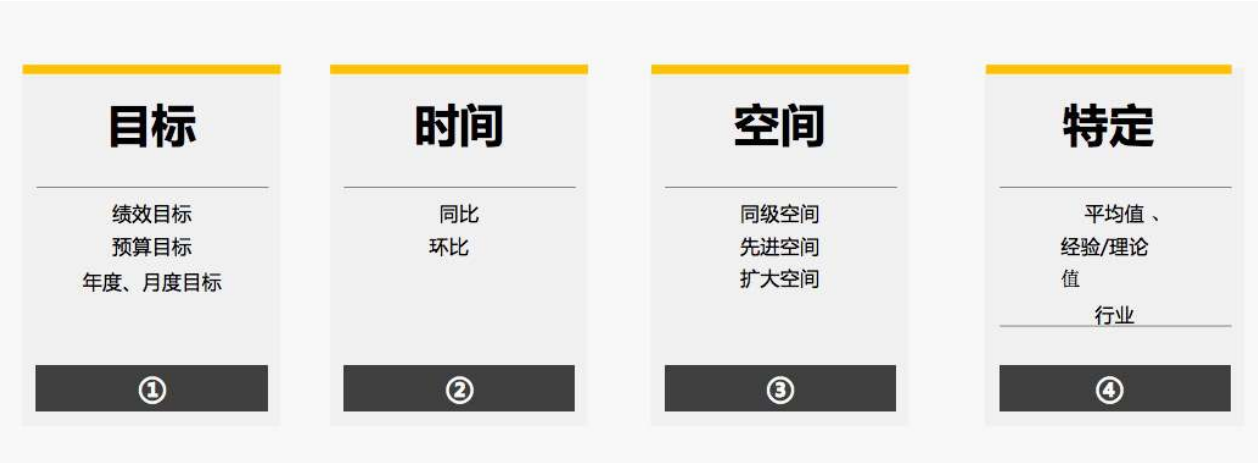 目标
绩效目标
预算目标
年度、月度目标
①
时间
同比
环比
②
空间
同级空间
先进空间
扩大空间
③
特定
平均值 、
经验/理论
值
行业
④